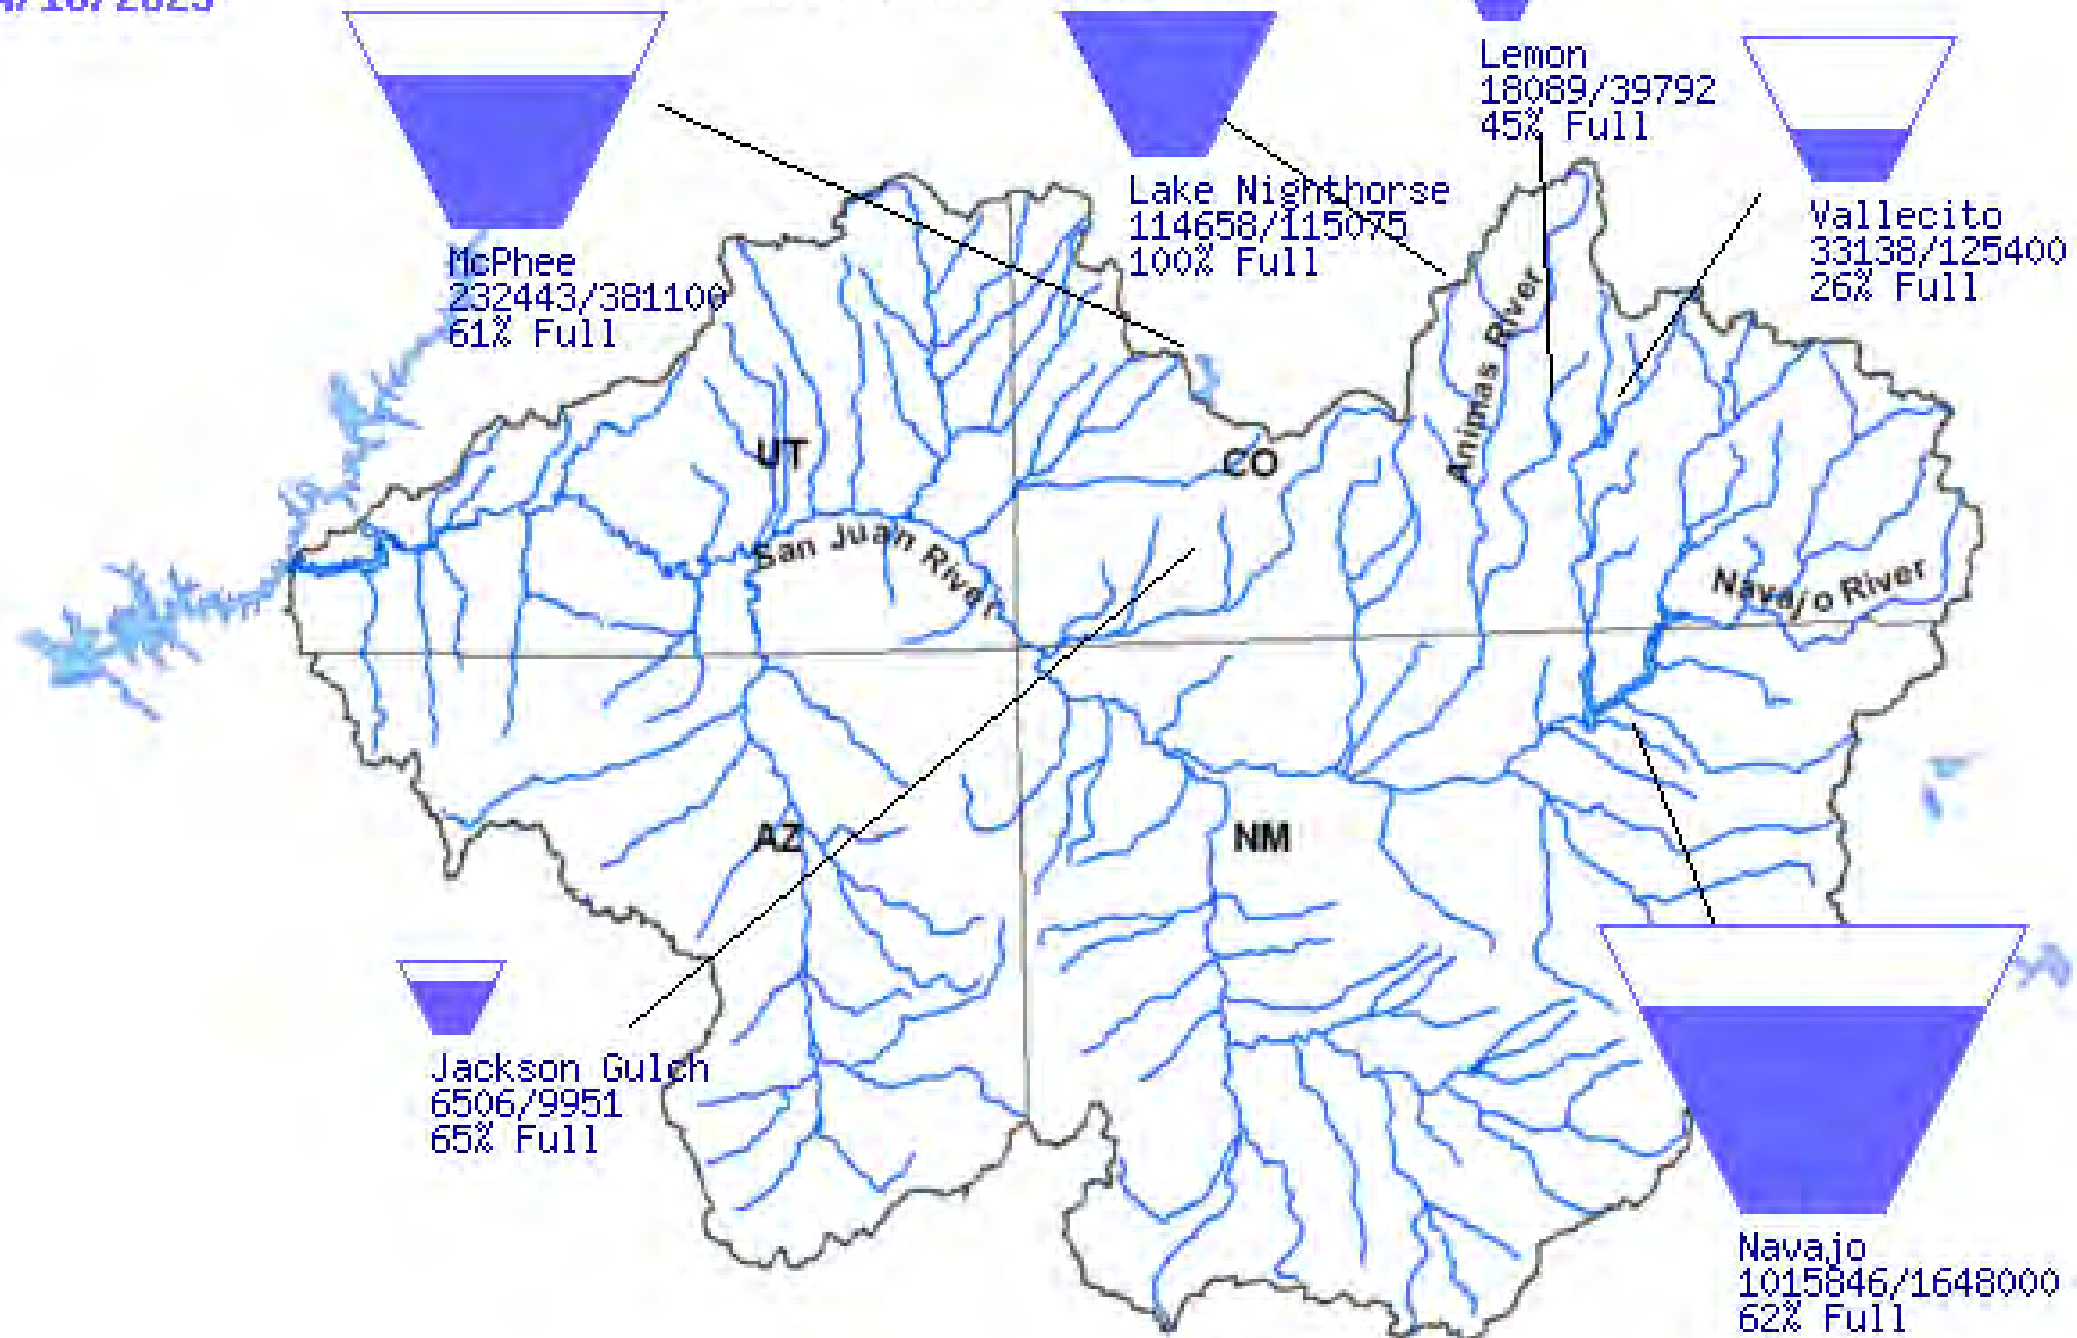 Lemon
18089/39792
45% Full
Lake Nighthorse
114658/115075
100% Full
Vallecito
33138/125400
26% Full
McPhee
232443/381100
61% Full
Animas River
UT
CO
San Juan River
Navajo River
AZ
NM
Jackson Gulch
6506/9951
65% Full
Navajo
1015846/1648000
62% Full